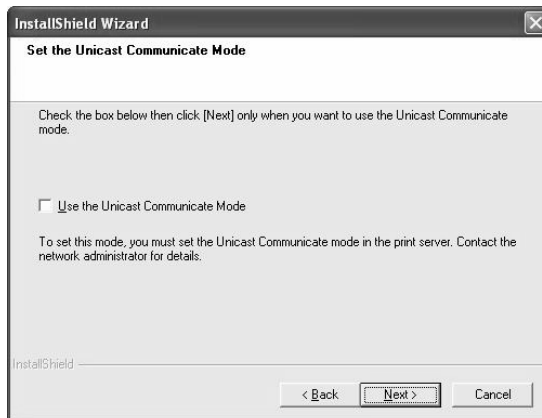 InstallShield Wizard
Set the Unicast Communicate Mode
Check the box below then click [Next] only when you want to use the Unicast Communicate
mode.
Use the Unicast Communicate Mode
To set this mode, you must set the Unicast Communicate mode in the print server. Contact the
network administrator for details.
InstallShield
< Back
Next >
Cancel